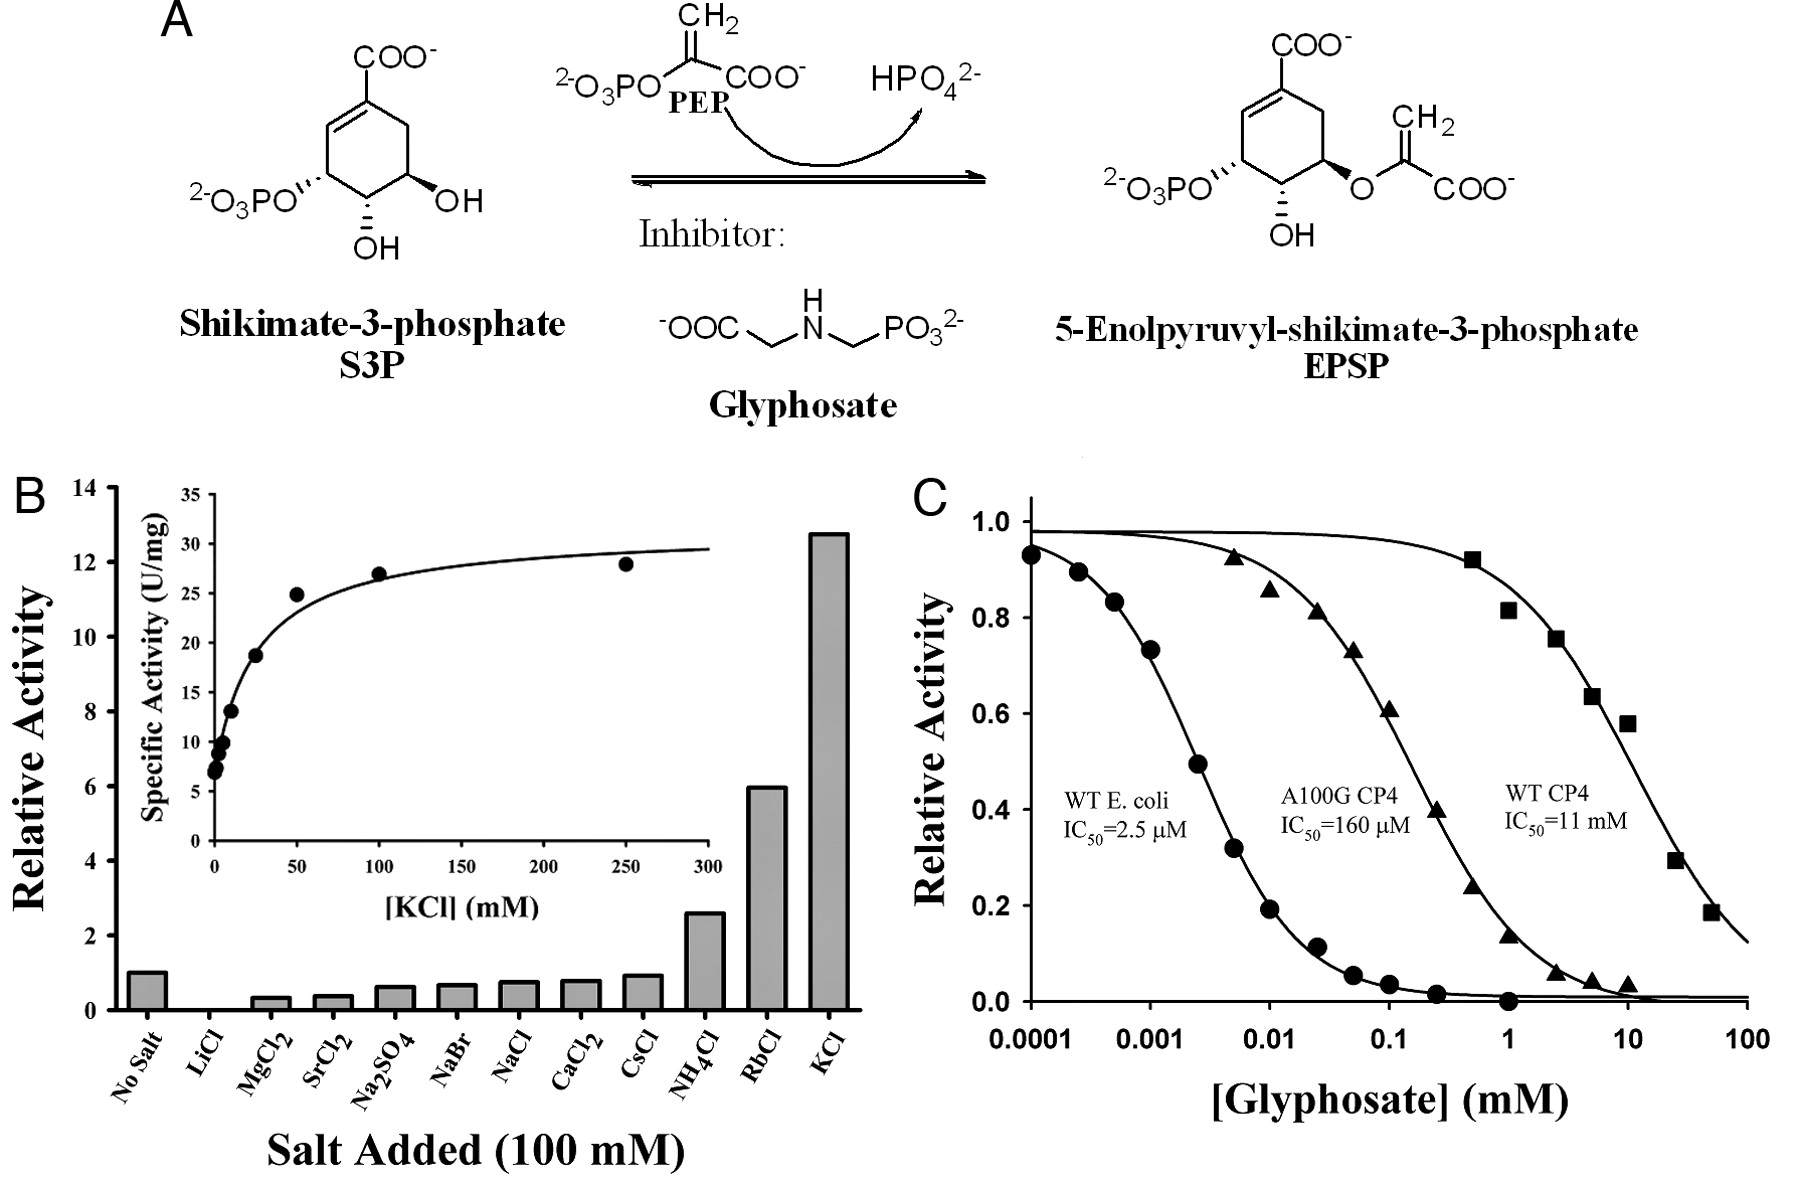 A
COO⁻
²⁻O₃PO
OH
OH
Shikimate-3-phosphate
S3P
CH₂
²⁻O₃PO
COO⁻
PEP
HPO₄²⁻
Inhibitor:
⁻OOC
H
N
PO₃²⁻
Glyphosate
COO⁻
CH₂
²⁻O₃PO
O
COO⁻
OH
5-Enolpyruvyl-shikimate-3-phosphate
EPSP
B
Relative Activity
14
12
10
8
6
4
2
0
Specific Activity (U/mg)
35
30
25
20
15
10
5
0
0 50 100 150 200 250 300
[KCl] (mM)
No Salt
LiCl
MgCl₂
SrCl₂
Na₂SO₄
NaBr
NaCl
CaCl₂
CsCl
NH₄Cl
RbCl
KCl
Salt Added (100 mM)
C
Relative Activity
1.0
0.8
0.6
0.4
0.2
0.0
WT E. coli
IC₅₀=2.5 µM
A100G CP4
IC₅₀=160 µM
WT CP4
IC₅₀=11 mM
0.0001 0.001 0.01 0.1 1 10 100
[Glyphosate] (mM)